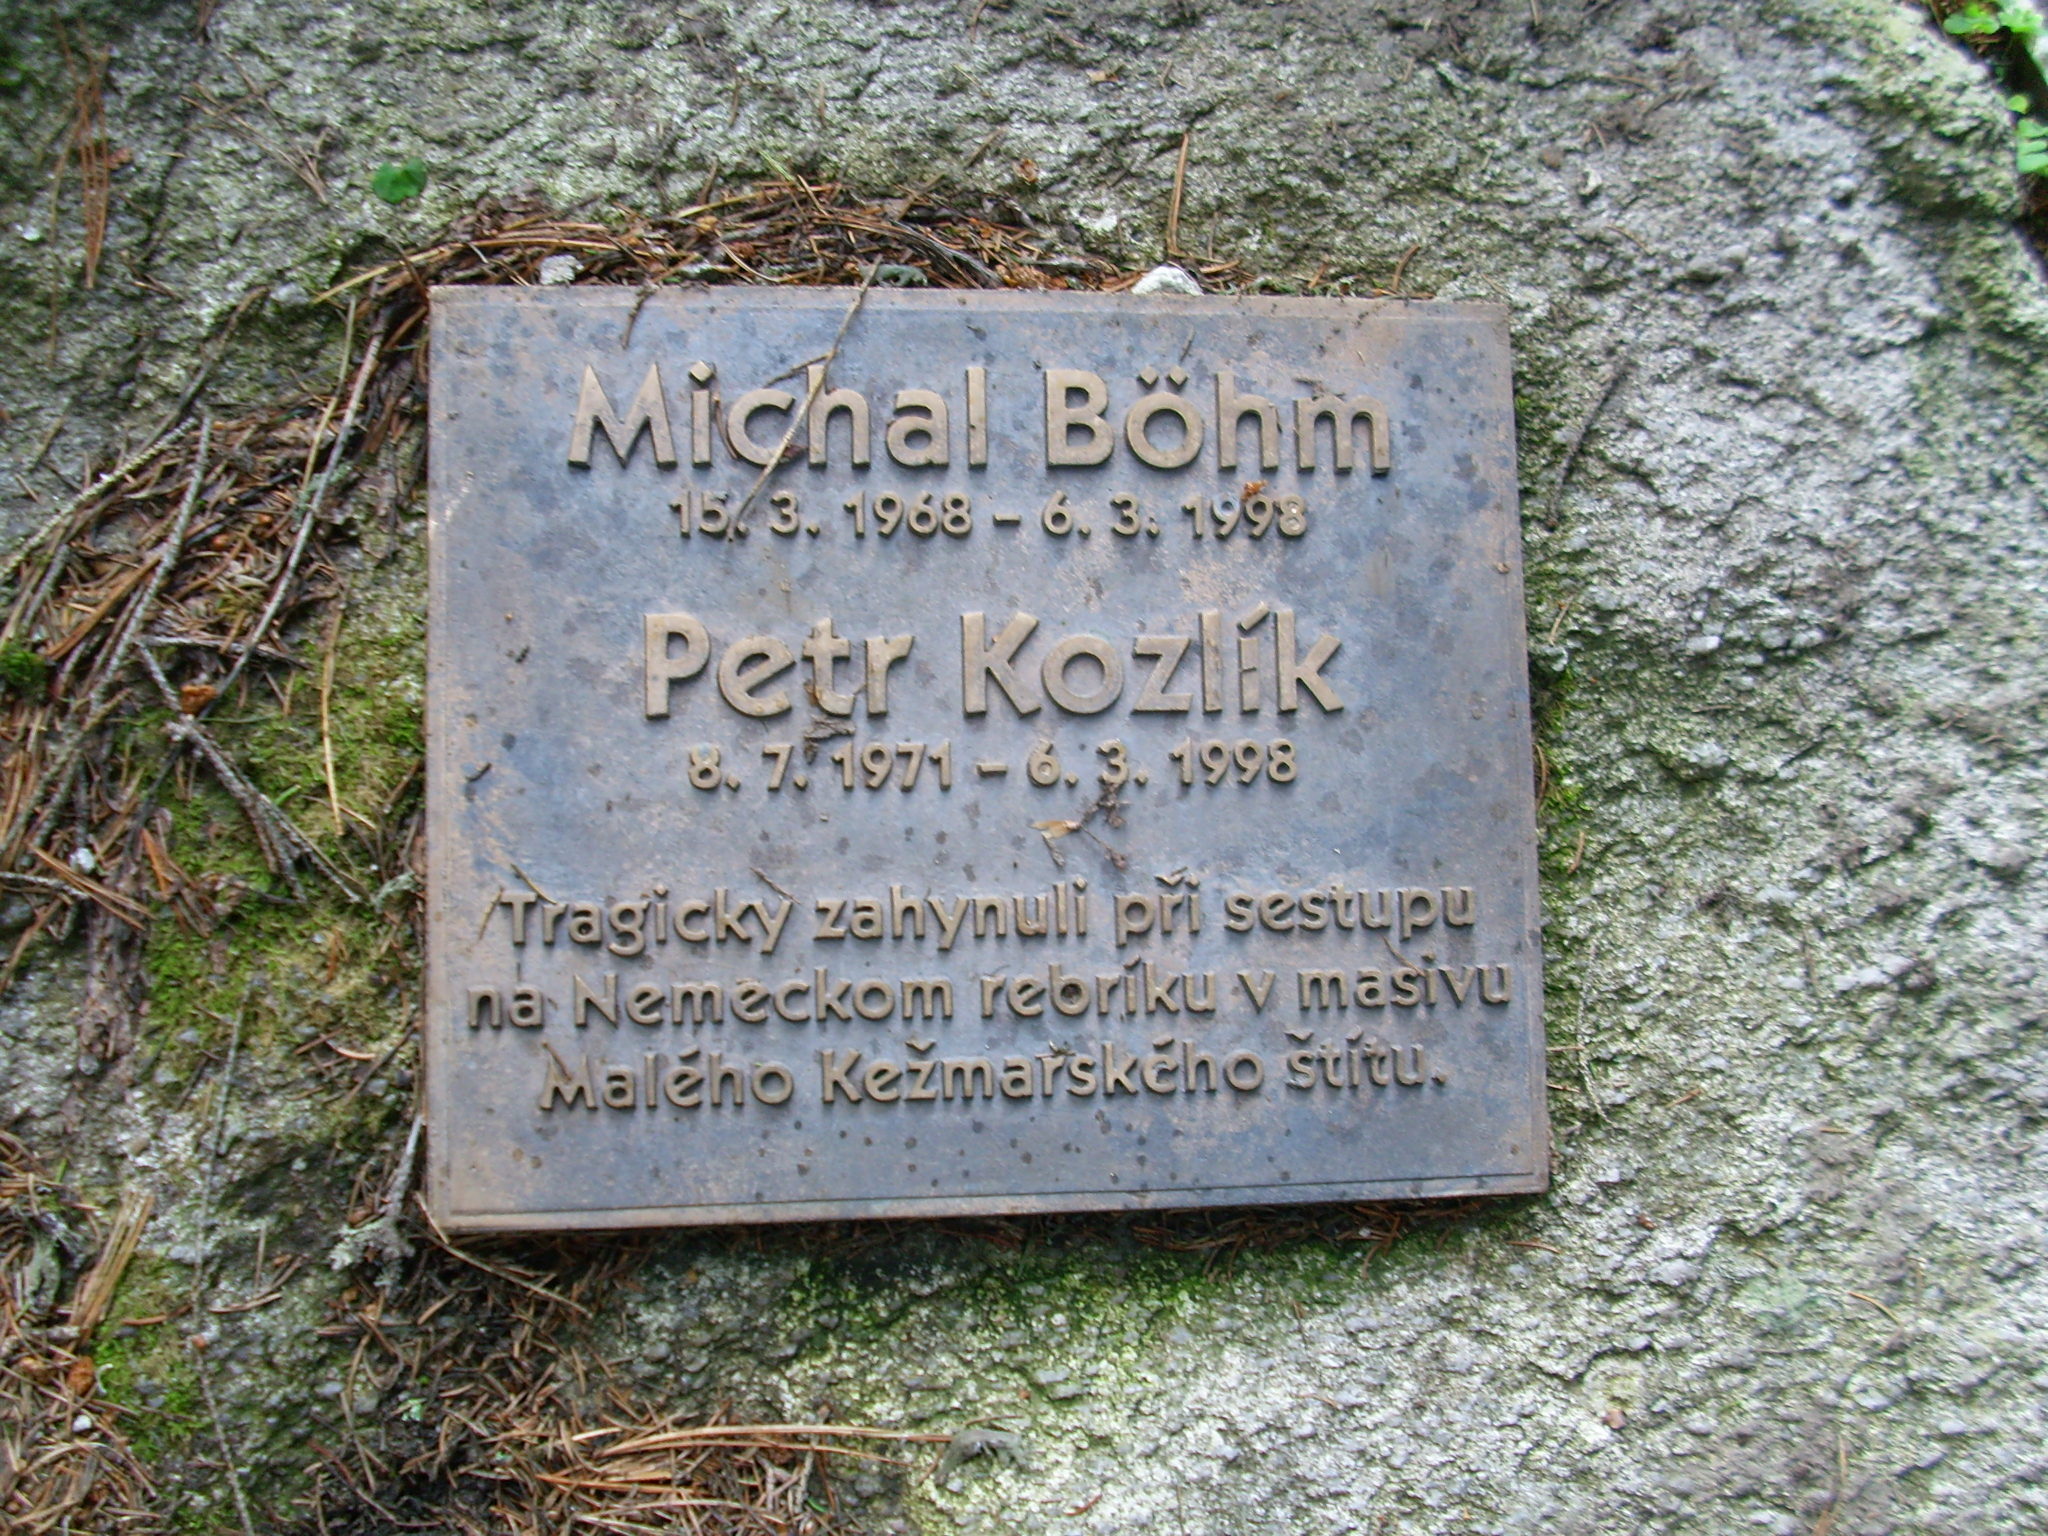 Michal Böhm
15. 3. 1968 – 6. 3. 1998
Petr Kozlík
8. 7. 1971 – 6. 3. 1998
Tragicky zahynuli při sestupu
na Nemeckom rebríku v masivu
Malého Kežmarského štítu.